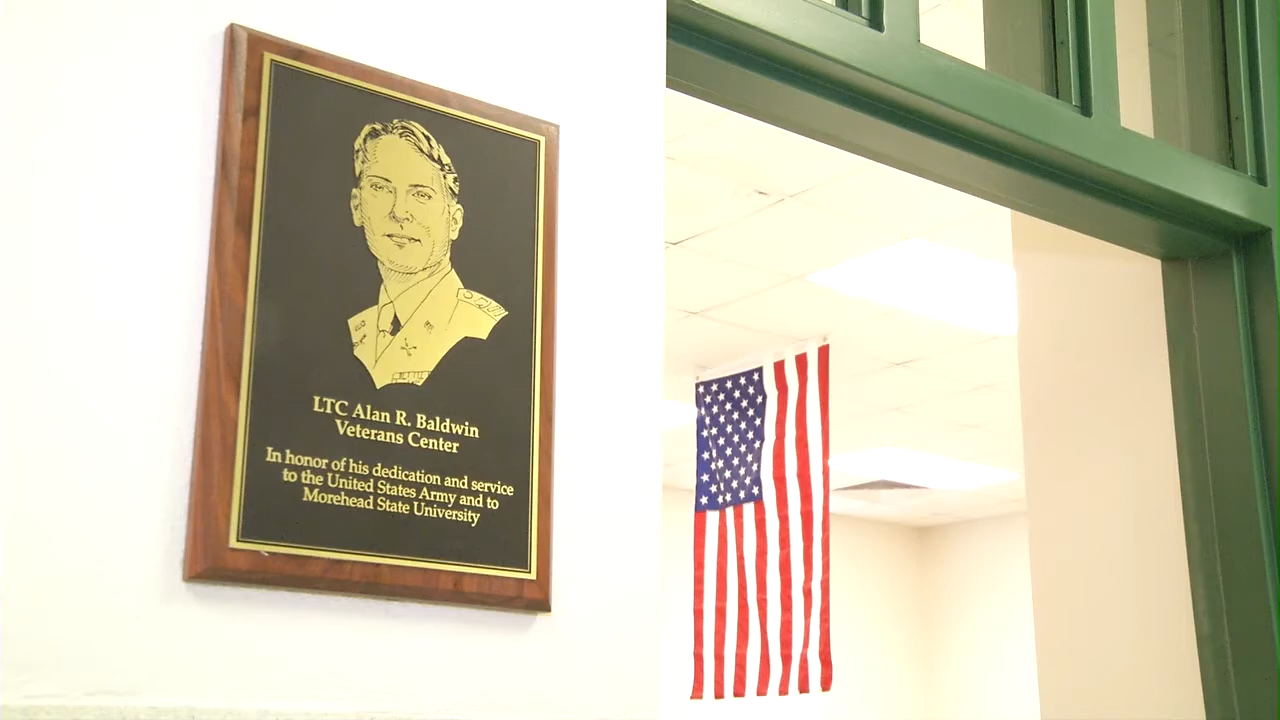 LTC Alan R. Baldwin
Veterans Center
In honor of his dedication and service
to the United States Army and to
Morehead State University